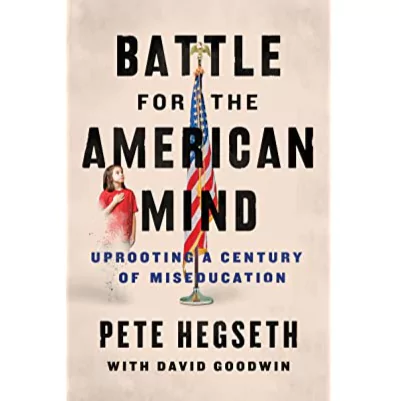 BATTLE
FOR THE
AMERICAN
MIND
UPROOTING A CENTURY
OF MISEDUCATION
PETE HEGSETH
WITH DAVID GOODWIN